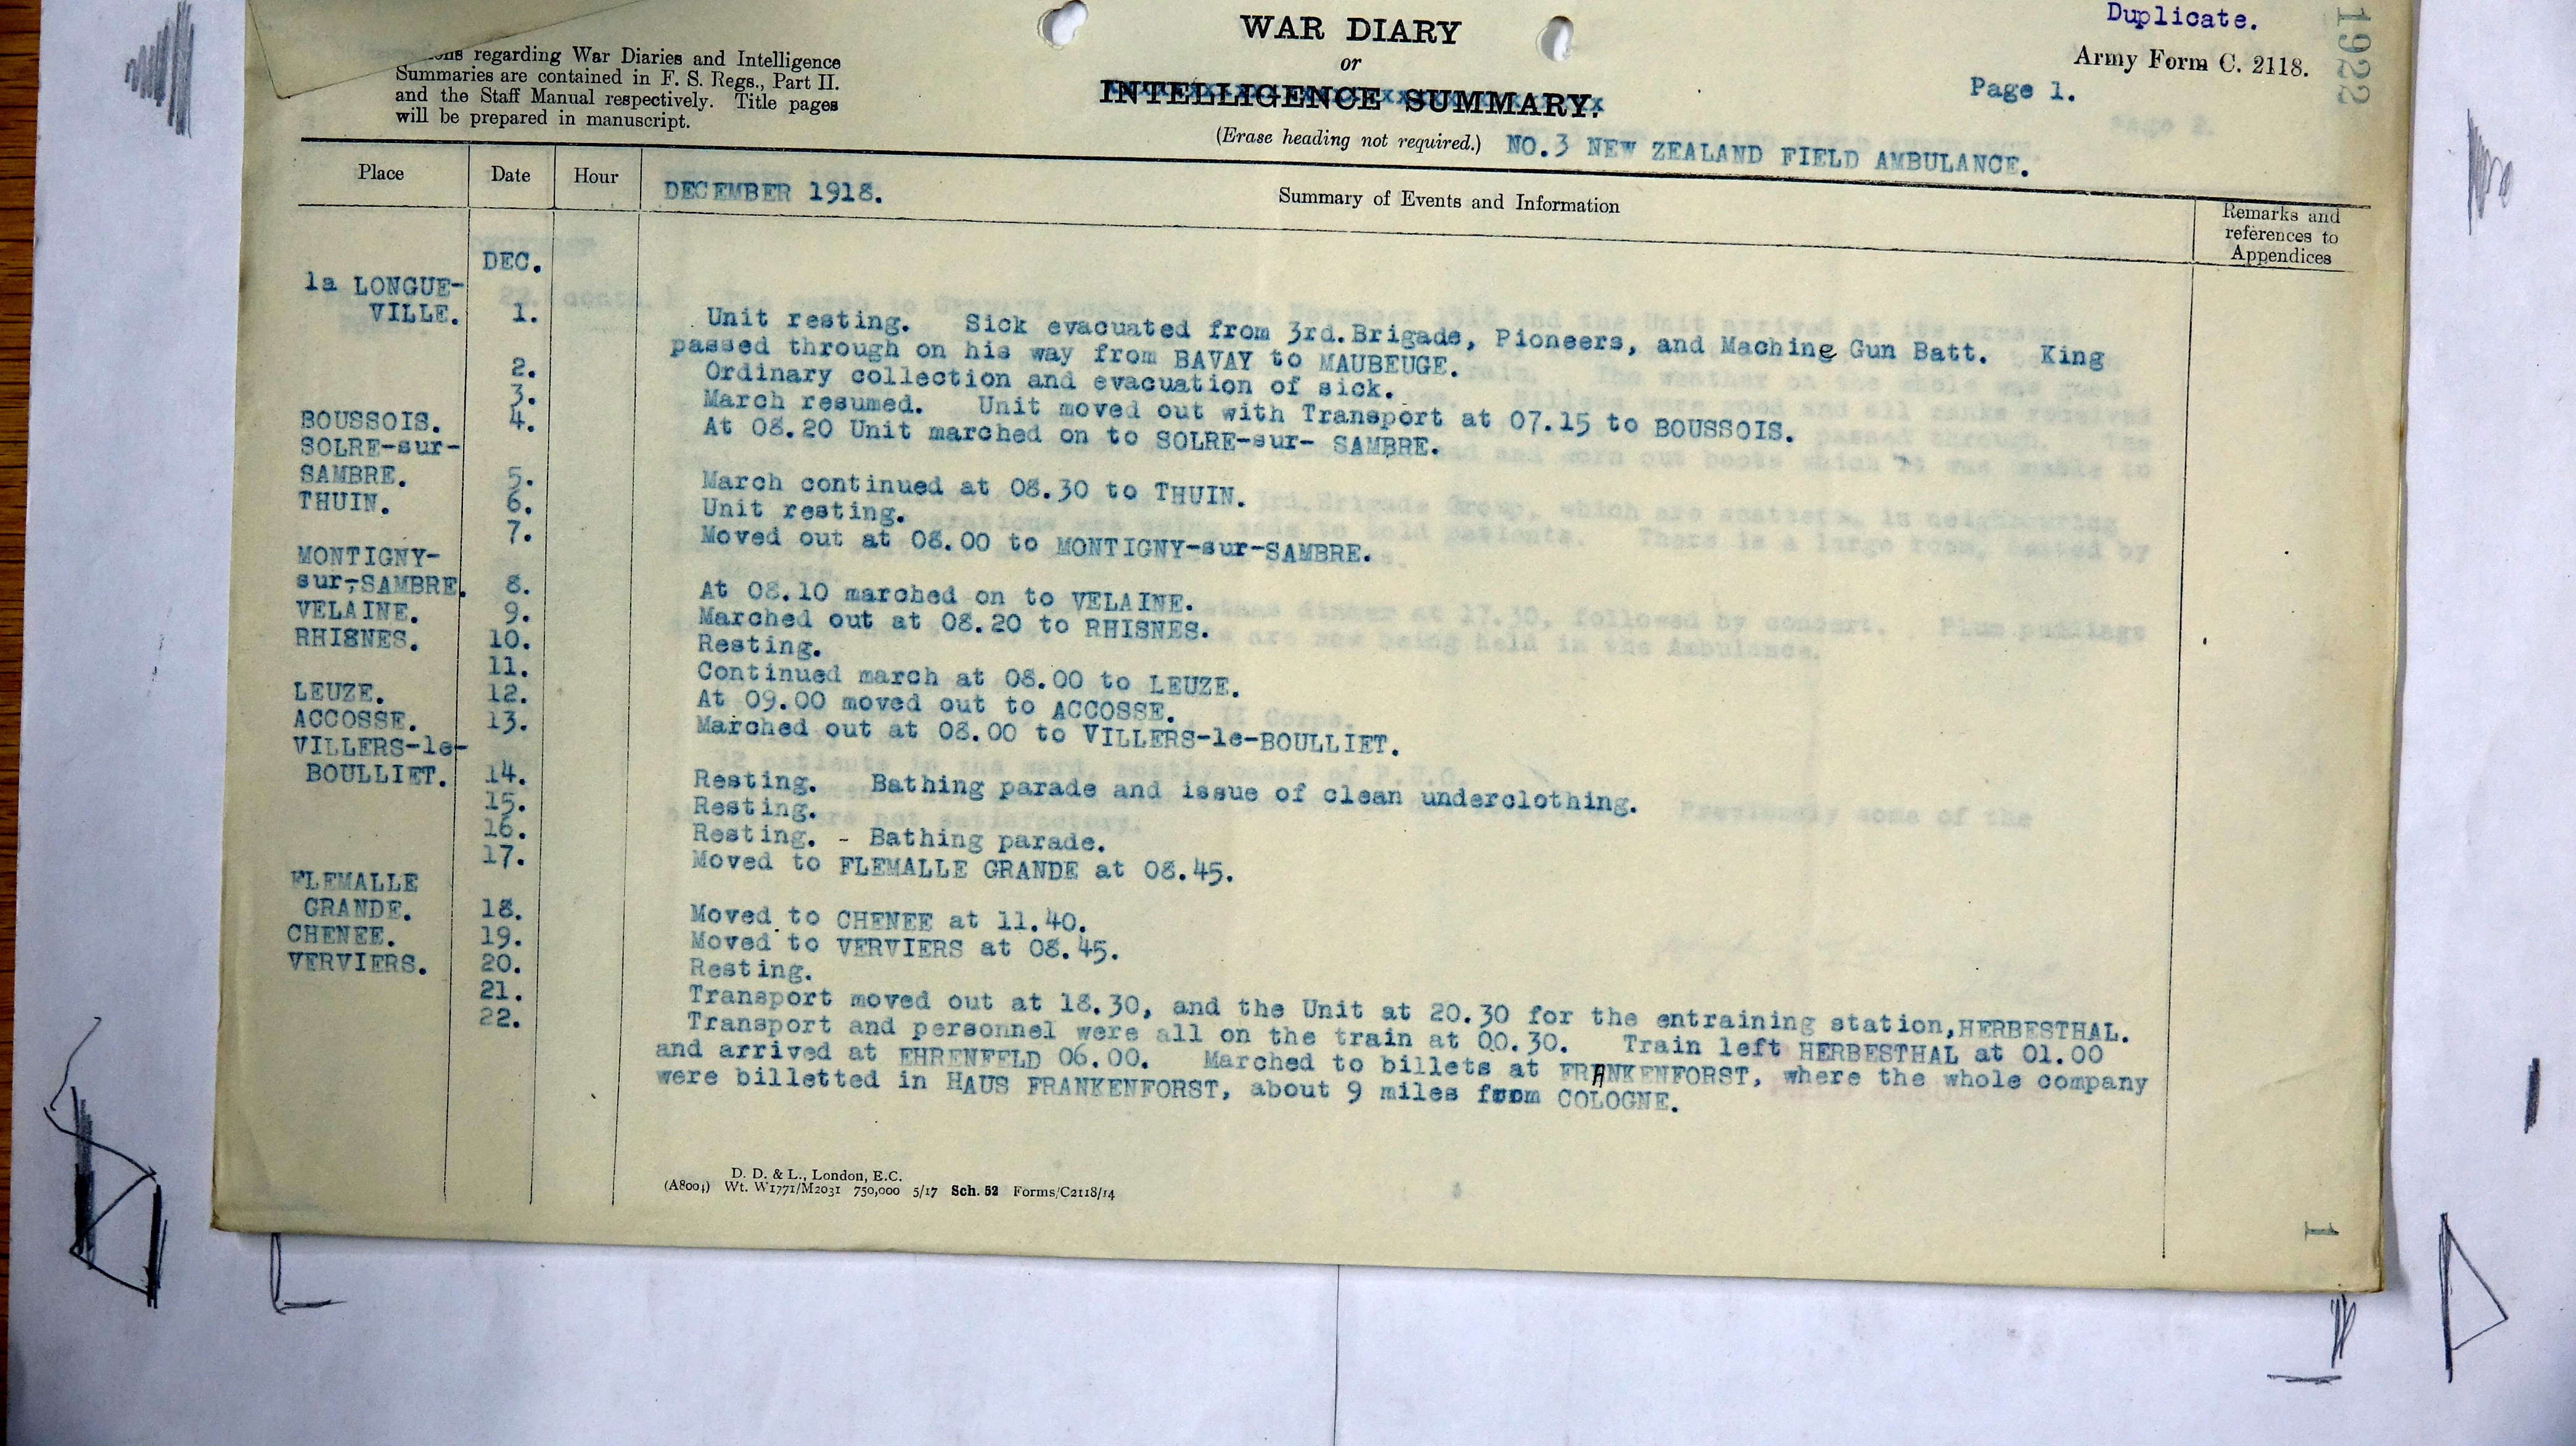 Duplicate.
1922
WAR DIARY
or
INTELLIGENCE SUMMARY.
(Erase heading not required.) NO.3 NEW ZEALAND FIELD AMBULANCE.
Army Form C. 2118.
Page 1.
regarding War Diaries and Intelligence
Summaries are contained in F. S. Regs., Part II.
and the Staff Manual respectively. Title pages
will be prepared in manuscript.
Place Date Hour Summary of Events and Information Remarks and references to Appendices
DECEMBER 1918.
DEC.
la LONGUE-
VILLE. 1. Unit resting. Sick evacuated from 3rd.Brigade, Pioneers, and Maching Gun Batt. King
passed through on his way from BAVAY to MAUBEUGE.
2. Ordinary collection and evacuation of sick.
3. March resumed. Unit moved out with Transport at 07.15 to BOUSSOIS.
BOUSSOIS. 4. At 08.20 Unit marched on to SOLRE-sur- SAMBRE.
SOLRE-sur-
SAMBRE. 5. March continued at 08.30 to THUIN.
THUIN. 6. Unit resting.
7. Moved out at 08.00 to MONTIGNY-sur-SAMBRE.
MONTIGNY-
sur-SAMBRE. 8. At 08.10 marched on to VELAINE.
VELAINE. 9. Marched out at 08.20 to RHISNES.
RHISNES. 10. Resting.
11. Continued march at 08.00 to LEUZE.
LEUZE. 12. At 09.00 moved out to ACCOSSE.
ACCOSSE. 13. Marched out at 08.00 to VILLERS-le-BOULLIET.
VILLERS-le-
BOULLIET. 14. Resting. Bathing parade and issue of clean underclothing.
15. Resting.
16. Resting. - Bathing parade.
17. Moved to FLEMALLE GRANDE at 08.45.
FLEMALLE
GRANDE. 18. Moved to CHENEE at 11.40.
CHENEE. 19. Moved to VERVIERS at 08.45.
VERVIERS. 20. Resting.
21. Transport moved out at 18.30, and the Unit at 20.30 for the entraining station,HERBESTHAL.
22. Transport and personnel were all on the train at 00.30. Train left HERBESTHAL at 01.00
and arrived at EHRENFELD 06.00. Marched to billets at FRANKENFORST, where the whole company
were billetted in HAUS FRANKENFORST, about 9 miles from COLOGNE.
D. D. & L., London, E.C.
(A8004) Wt. W1771/M2031 750,000 5/17 Sch. 52 Forms/C2118/14
1